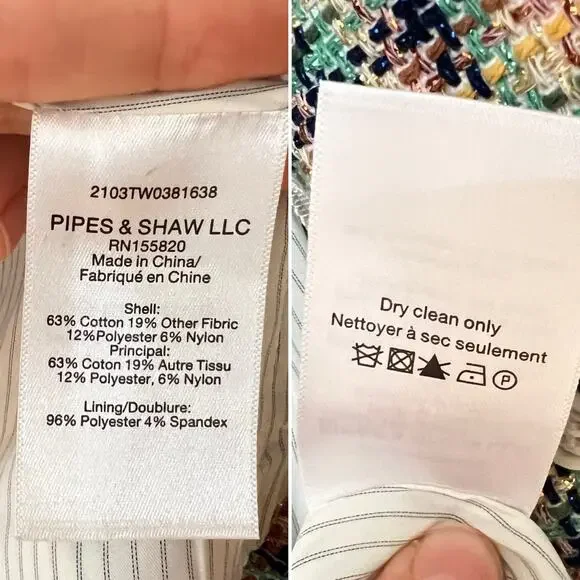 2103TW0381638
PIPES & SHAW LLC
RN155820
Made in China/
Fabriqué en Chine
Shell:
63% Cotton 19% Other Fibric
12%Polyester 6% Nylon
Principal:
63% Coton 19% Autre Tissu
12% Polyester, 6% Nylon
Lining/Doublure:
96% Polyester 4% Spandex
Dry clean only
Nettoyer à sec seulement
P